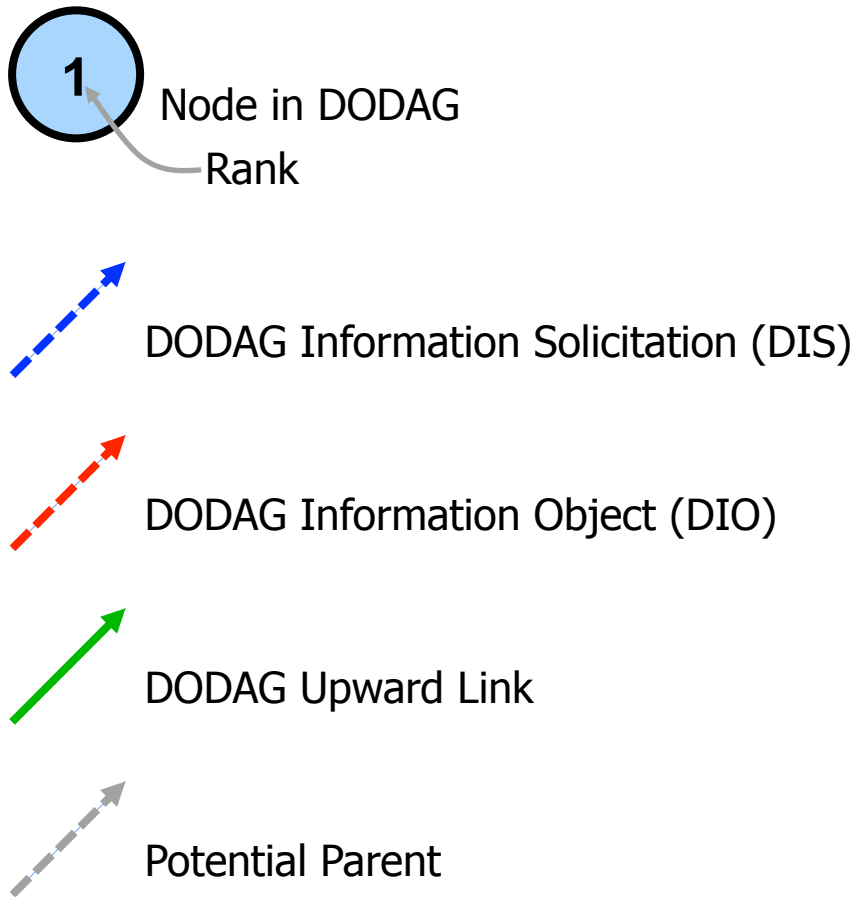 1
Node in DODAG
Rank
DODAG Information Solicitation (DIS)
DODAG Information Object (DIO)
DODAG Upward Link
Potential Parent